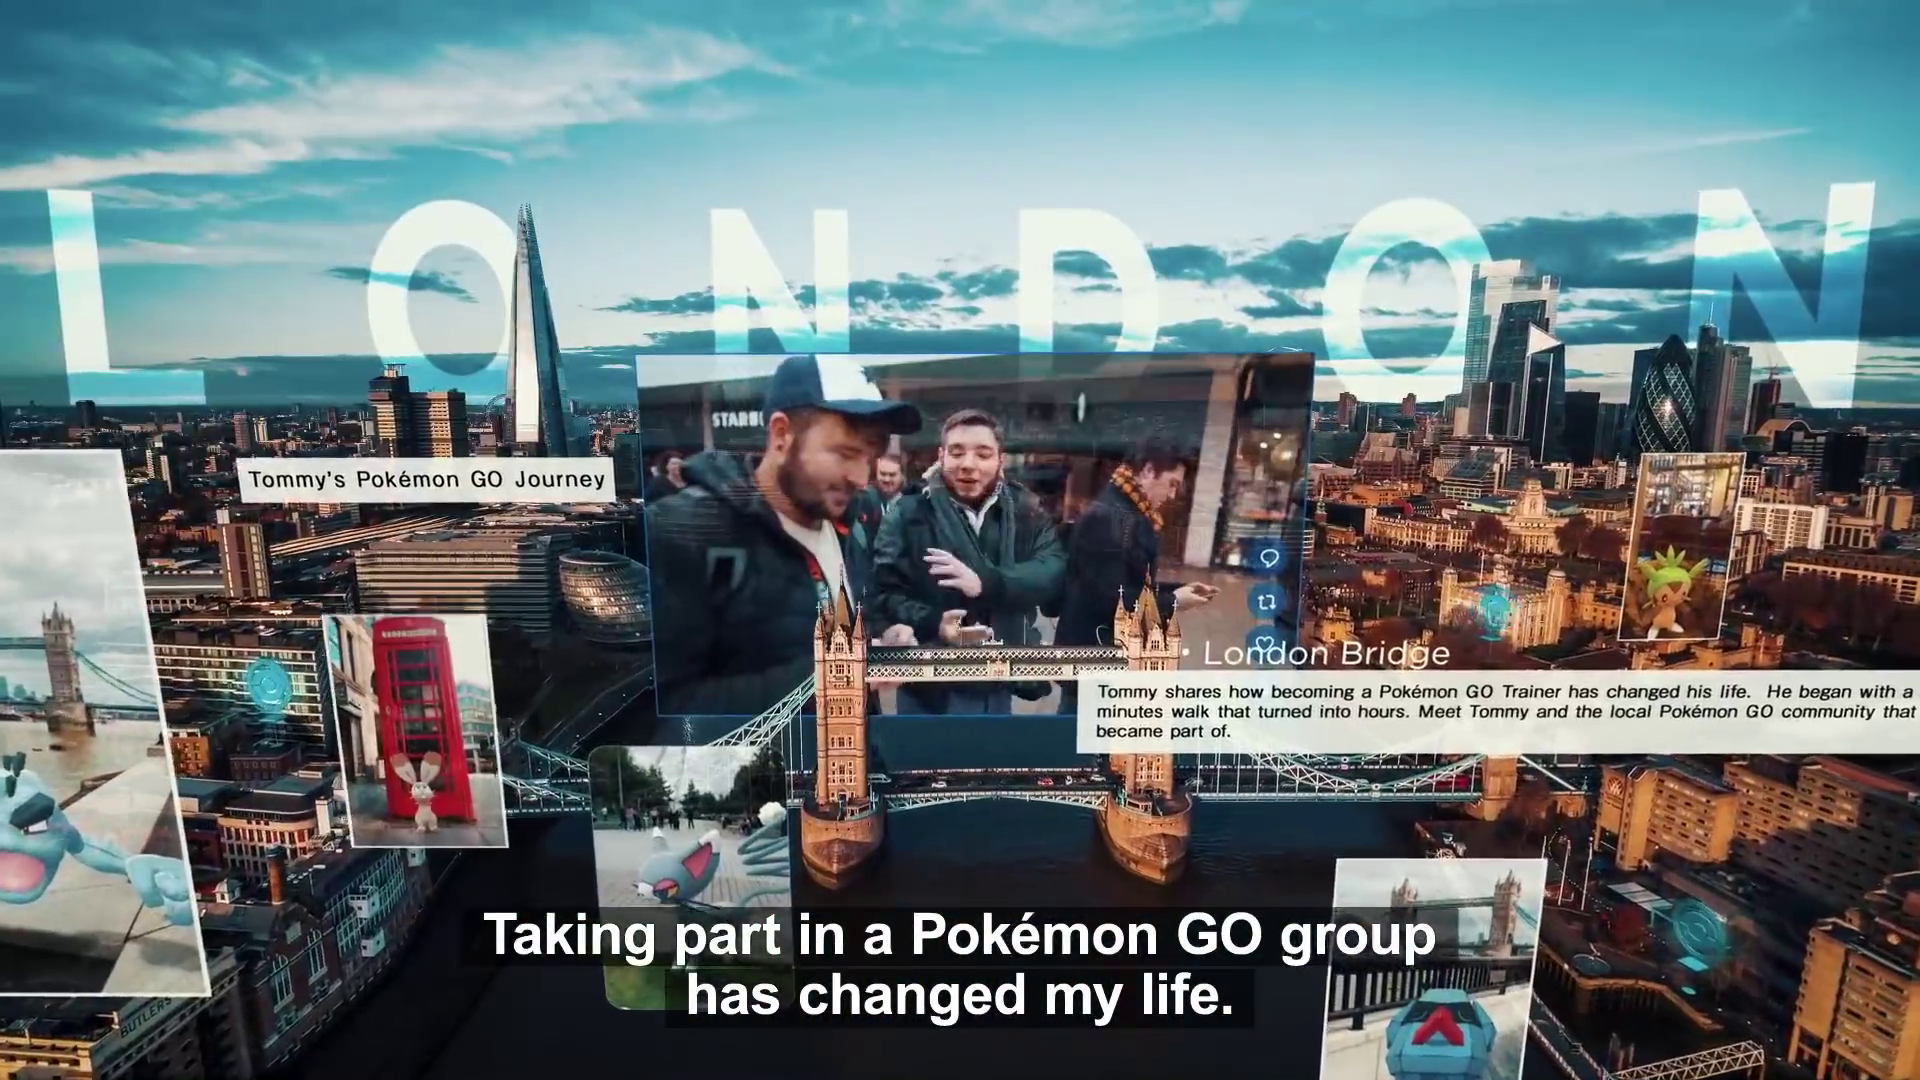 LONDON
STARBU
Tommy's Pokémon GO Journey
• London Bridge
Tommy shares how becoming a Pokémon GO Trainer has changed his life. He began with a
minutes walk that turned into hours. Meet Tommy and the local Pokémon GO community that
became part of.
Taking part in a Pokémon GO group
has changed my life.
BUTLERS